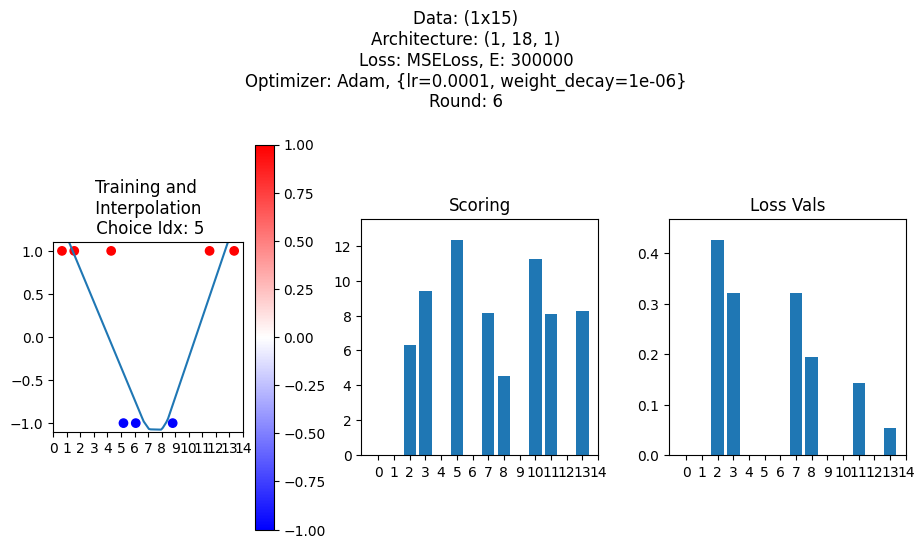 Data: (1x15)
Architecture: (1, 18, 1)
Loss: MSELoss, E: 300000
Optimizer: Adam, {lr=0.0001, weight_decay=1e-06}
Round: 6
Training and
Interpolation
Choice Idx: 5
1.0
0.5
0.0
−0.5
−1.0
0 1 2 3 4 5 6 7 8 9 10 11 12 13 14
1.00
0.75
0.50
0.25
0.00
−0.25
−0.50
−0.75
−1.00
Scoring
12
10
8
6
4
2
0
0 1 2 3 4 5 6 7 8 9 10 11 12 13 14
Loss Vals
0.4
0.3
0.2
0.1
0.0
0 1 2 3 4 5 6 7 8 9 10 11 12 13 14